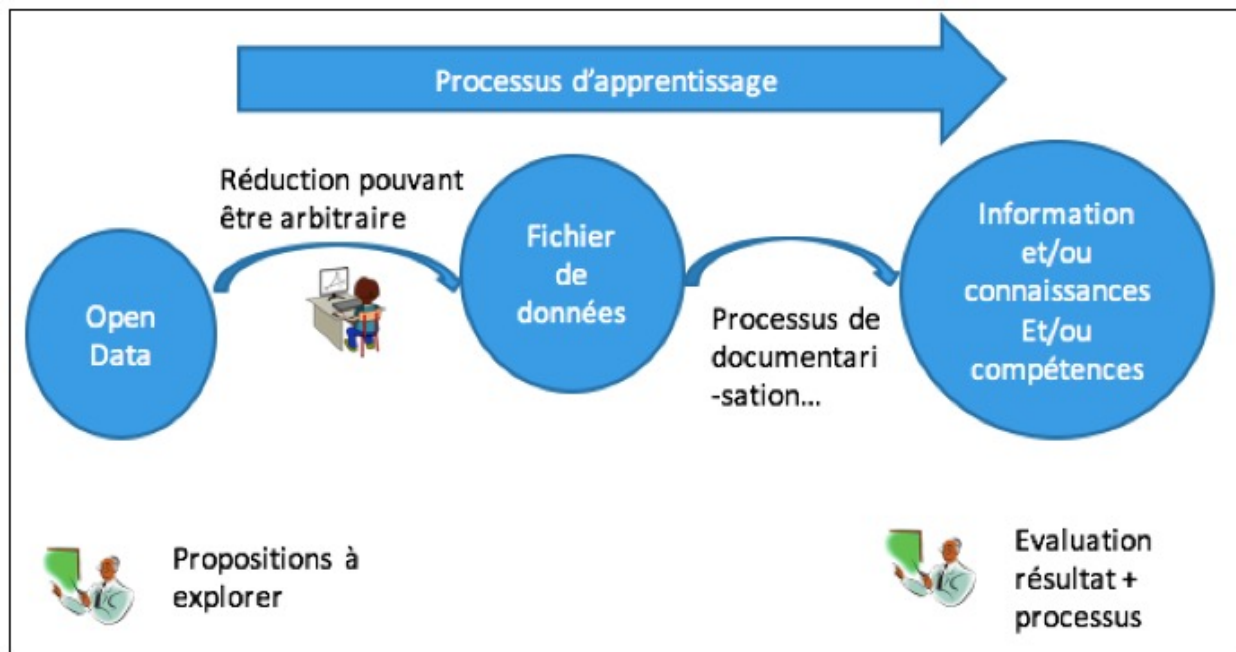 Processus d'apprentissage
Réduction pouvant
être arbitraire
Open
Data
Fichier
de
données
Processus de
documentari
-sation...
Information
et/ou
connaissances
Et/ou
compétences
Propositions à
explorer
Evaluation
résultat +
processus